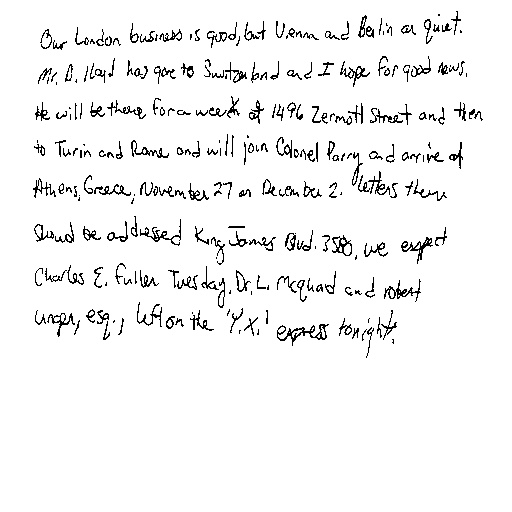 Our London business is good, but Vienna and Berlin are quiet.
Mr. D. Lloyd has gone to Switzerland and I hope for good news.
He will be there for a week at 1496 Zermott Street and then
to Turin and Rome and will join Colonel Parry and arrive at
Athens, Greece, November 27 or December 2. Letters there
should be addressed King James Blvd. 3580, we expect
Charles E. Fuller Tuesday. Dr. L. McQuad and robert
unger, esq., left on the 'Y.X.' express tonight.